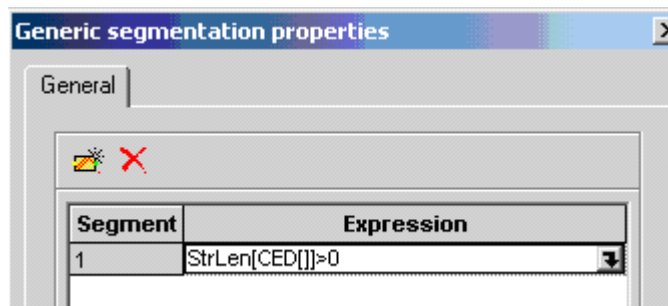 Generic segmentation properties
General
Segment Expression
1 StrLen[CED[]]>0